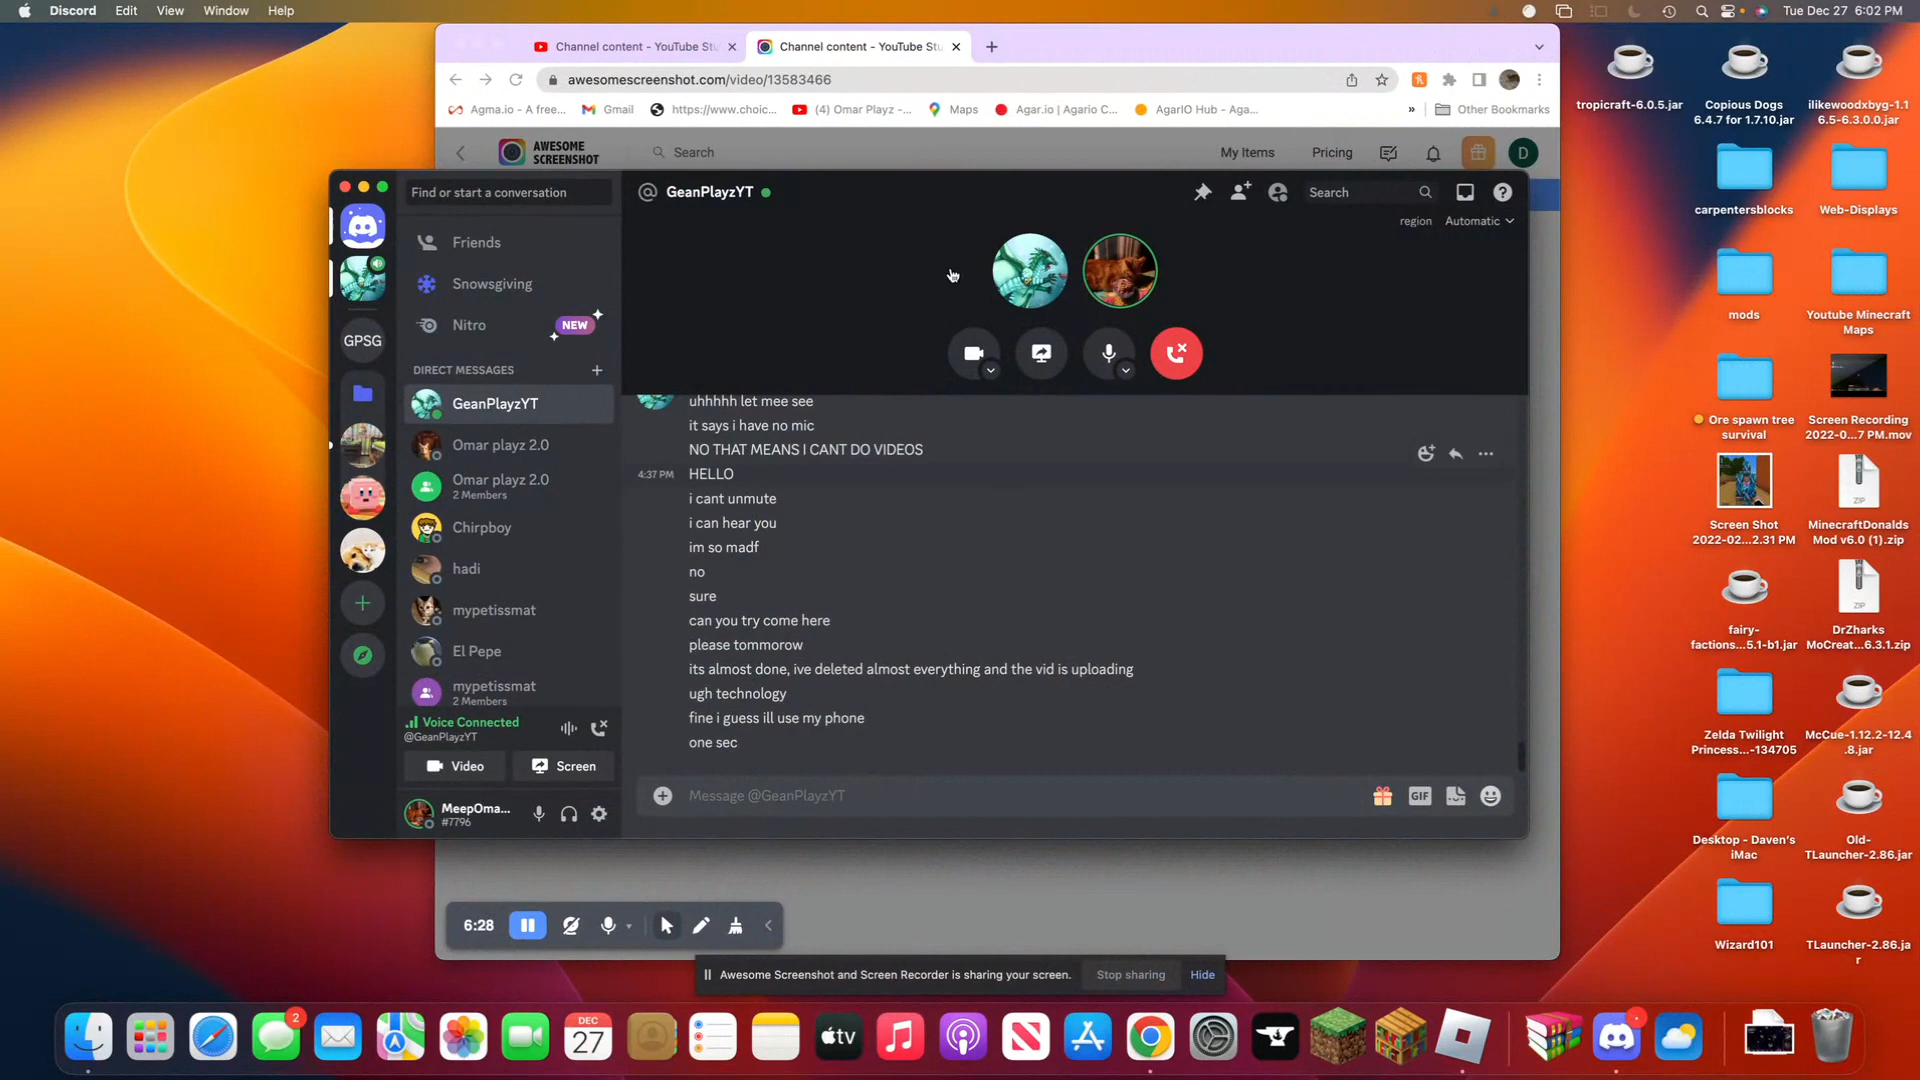 Discord Edit View Window Help
Tue Dec 27 6:02 PM
Channel content - YouTube Stu
Channel content - YouTube Stu
awesomescreenshot.com/video/13583466
Agma.io - A free...
Gmail
https://www.choic...
(4) Omar Playz -...
Maps
Agar.io | Agario C...
AgarIO Hub - Aga...
»
Other Bookmarks
AWESOME
SCREENSHOT
Search
My Items
Pricing
D
Find or start a conversation
GeanPlayzYT
Search
region Automatic
Friends
Snowsgiving
Nitro
NEW
GPSG
DIRECT MESSAGES
GeanPlayzYT
Omar playz 2.0
Omar playz 2.0
2 Members
Chirpboy
hadi
mypetissmat
El Pepe
mypetissmat
2 Members
Voice Connected
@GeanPlayzYT
Video
Screen
MeepOma...
#7796
uhhhhh let mee see
it says i have no mic
NO THAT MEANS I CANT DO VIDEOS
4:37 PM HELLO
i cant unmute
i can hear you
im so madf
no
sure
can you try come here
please tommorow
its almost done, ive deleted almost everything and the vid is uploading
ugh technology
fine i guess ill use my phone
one sec
Message @GeanPlayzYT
GIF
6:28
Awesome Screenshot and Screen Recorder is sharing your screen.
Stop sharing
Hide
tropicraft-6.0.5.jar
Copious Dogs
6.4.7 for 1.7.10.jar
ilikewoodxbyg-1.1
6.5-6.3.0.0.jar
carpentersblocks
Web-Displays
mods
Youtube Minecraft
Maps
Ore spawn tree
survival
Screen Recording
2022-0...7 PM.mov
Screen Shot
2022-02...2.31 PM
ZIP
MinecraftDonalds
Mod v6.0 (1).zip
fairy-
factions...5.1-b1.jar
ZIP
DrZharks
MoCreat...6.3.1.zip
Zelda Twilight
Princess...-134705
McCue-1.12.2-12.4
.8.jar
Desktop - Daven's
iMac
Old-
TLauncher-2.86.jar
Wizard101
TLauncher-2.86.ja
r
2
DEC
27
tv